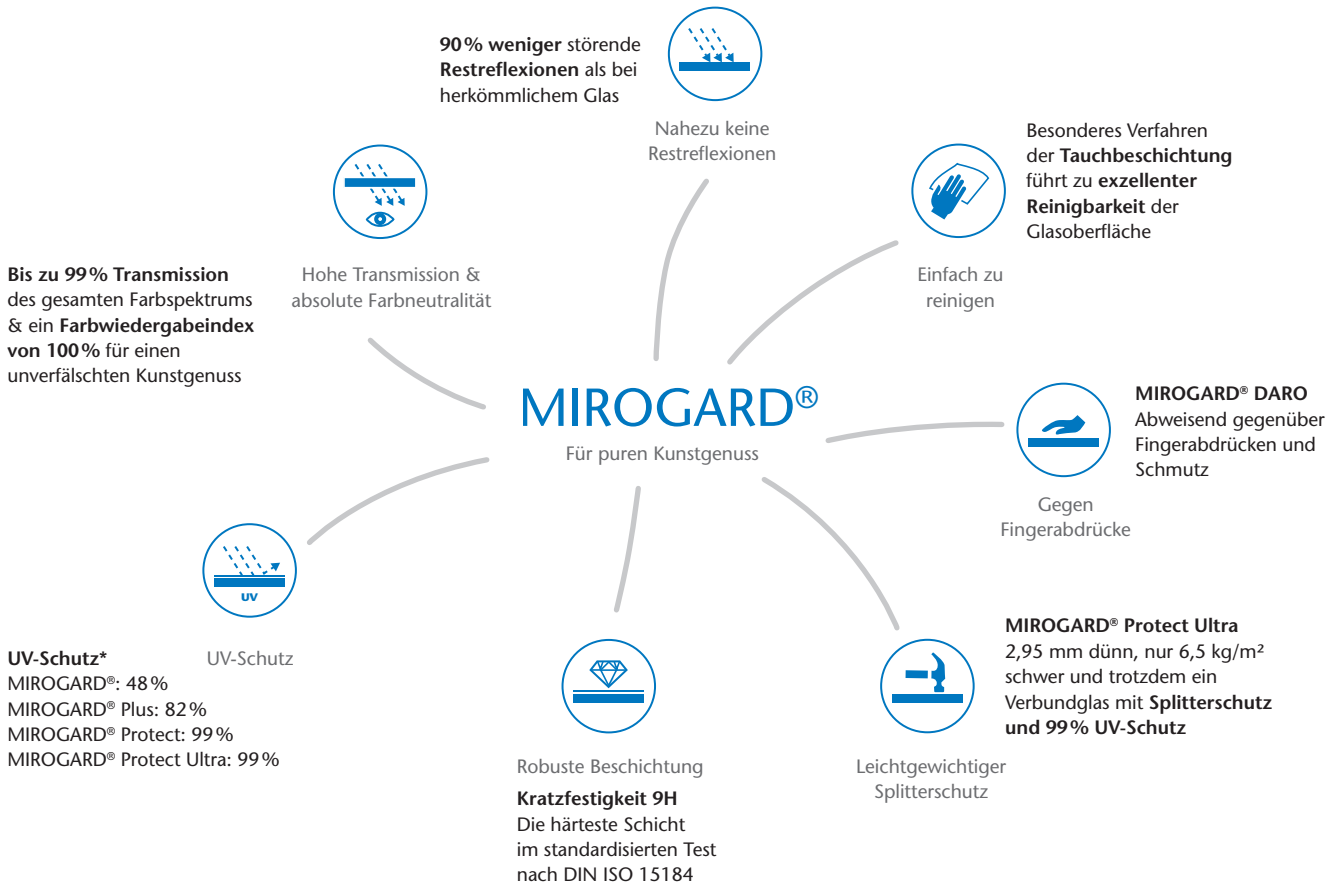 90 % weniger störende
Restreflexionen als bei
herkömmlichem Glas
Nahezu keine
Restreflexionen
Besonderes Verfahren
der Tauchbeschichtung
führt zu exzellenter
Reinigbarkeit der
Glasoberfläche
Einfach zu
reinigen
Bis zu 99 % Transmission
des gesamten Farbspektrums
& ein Farbwiedergabeindex
von 100 % für einen
unverfälschten Kunstgenuss
Hohe Transmission &
absolute Farbneutralität
MIROGARD®
Für puren Kunstgenuss
MIROGARD® DARO
Abweisend gegenüber
Fingerabdrücken und
Schmutz
Gegen
Fingerabdrücke
UV
UV-Schutz
UV-Schutz*
MIROGARD®: 48 %
MIROGARD® Plus: 82 %
MIROGARD® Protect: 99 %
MIROGARD® Protect Ultra: 99 %
Robuste Beschichtung
Kratzfestigkeit 9H
Die härteste Schicht
im standardisierten Test
nach DIN ISO 15184
MIROGARD® Protect Ultra
2,95 mm dünn, nur 6,5 kg/m²
schwer und trotzdem ein
Verbundglas mit Splitterschutz
und 99 % UV-Schutz
Leichtgewichtiger
Splitterschutz